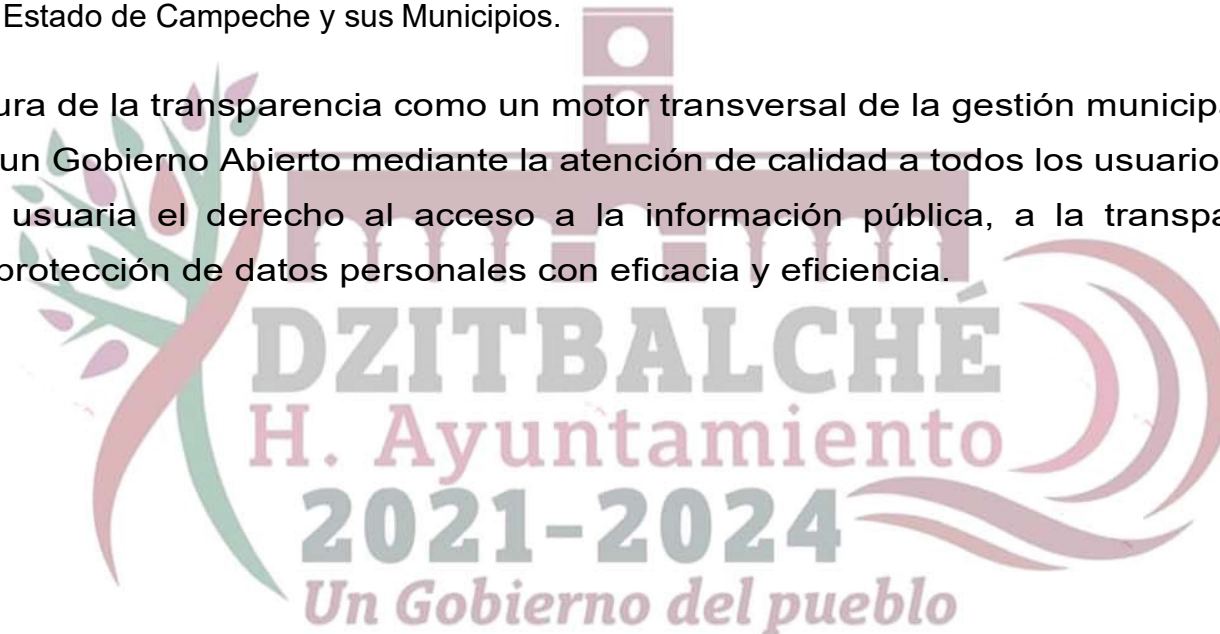 Estado de Campeche y sus Municipios.
ura de la transparencia como un motor transversal de la gestión municipa
un Gobierno Abierto mediante la atención de calidad a todos los usuario
usuaria el derecho al acceso a la información pública, a la transpa
protección de datos personales con eficacia y eficiencia.
DZITBALCHÉ
H. Ayuntamiento
2021-2024
Un Gobierno del pueblo